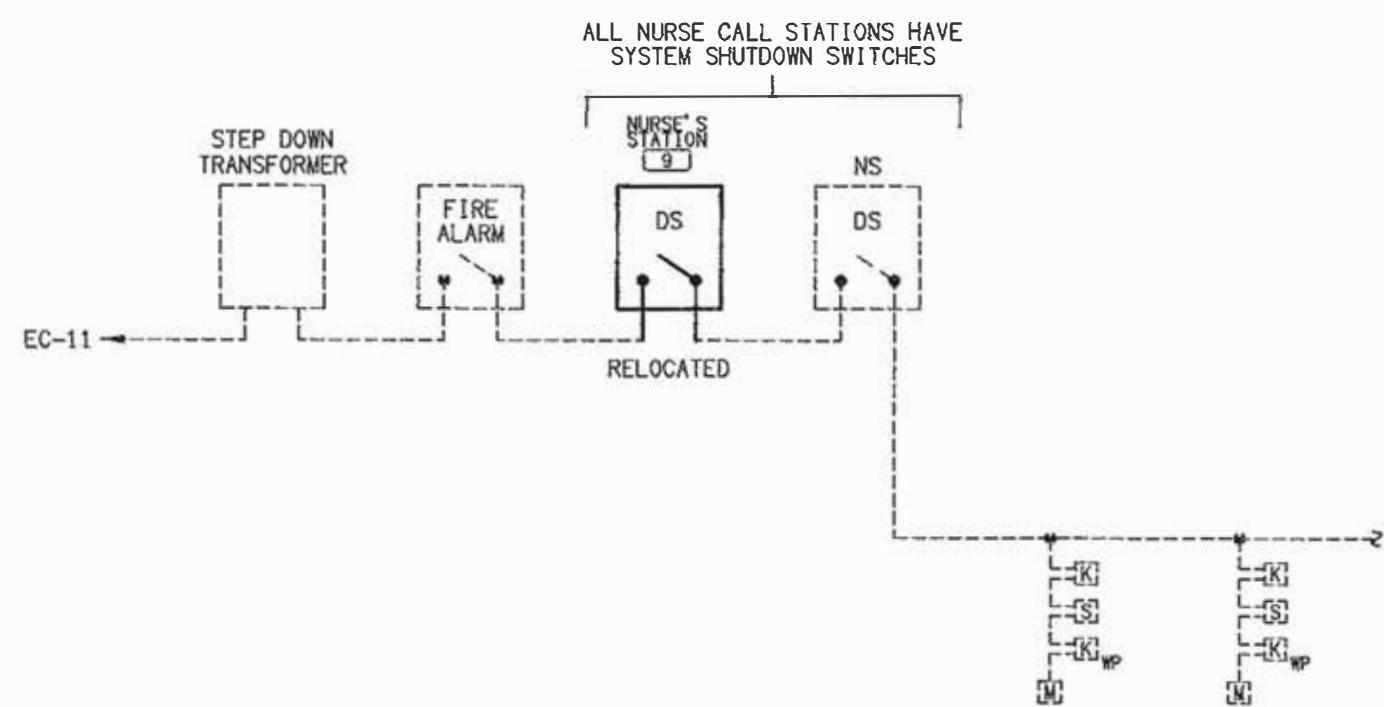 ALL NURSE CALL STATIONS HAVE
SYSTEM SHUTDOWN SWITCHES
STEP DOWN
TRANSFORMER
FIRE
ALARM
NURSE'S
STATION
9
DS
NS
DS
EC-11
RELOCATED
K
K
S
S
K WP
K WP
M
M